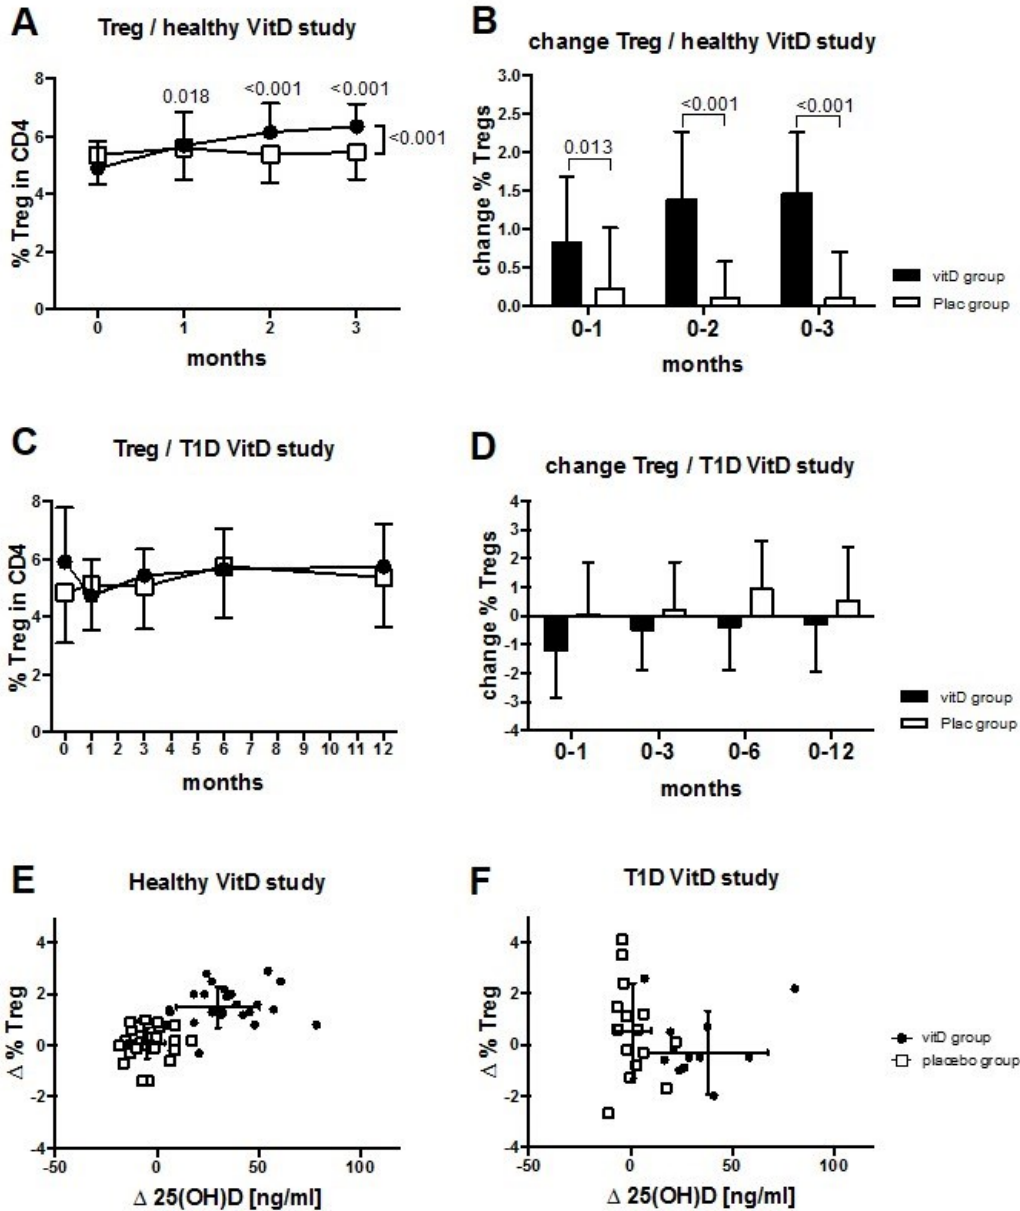 A
Treg / healthy VitD study
% Treg in CD4
8
6
4
2
0
0.018
<0.001
<0.001
<0.001
0 1 2 3
months
B
change Treg / healthy VitD study
change % Tregs
3.0
2.5
2.0
1.5
1.0
0.5
0.0
0.013
<0.001
<0.001
0-1 0-2 0-3
months
vitD group
Plac group
C
Treg / T1D VitD study
% Treg in CD4
8
6
4
2
0
0 1 2 3 4 5 6 7 8 9 10 11 12
months
D
change Treg / T1D VitD study
change % Tregs
4
3
2
1
0
-1
-2
-3
-4
0-1 0-3 0-6 0-12
months
vitD group
Plac group
E
Healthy VitD study
Δ % Treg
4
2
0
-2
-4
-50 0 50 100
Δ 25(OH)D [ng/ml]
F
T1D VitD study
Δ % Treg
4
2
0
-2
-4
-50 0 50 100
Δ 25(OH)D [ng/ml]
vitD group
placebo group